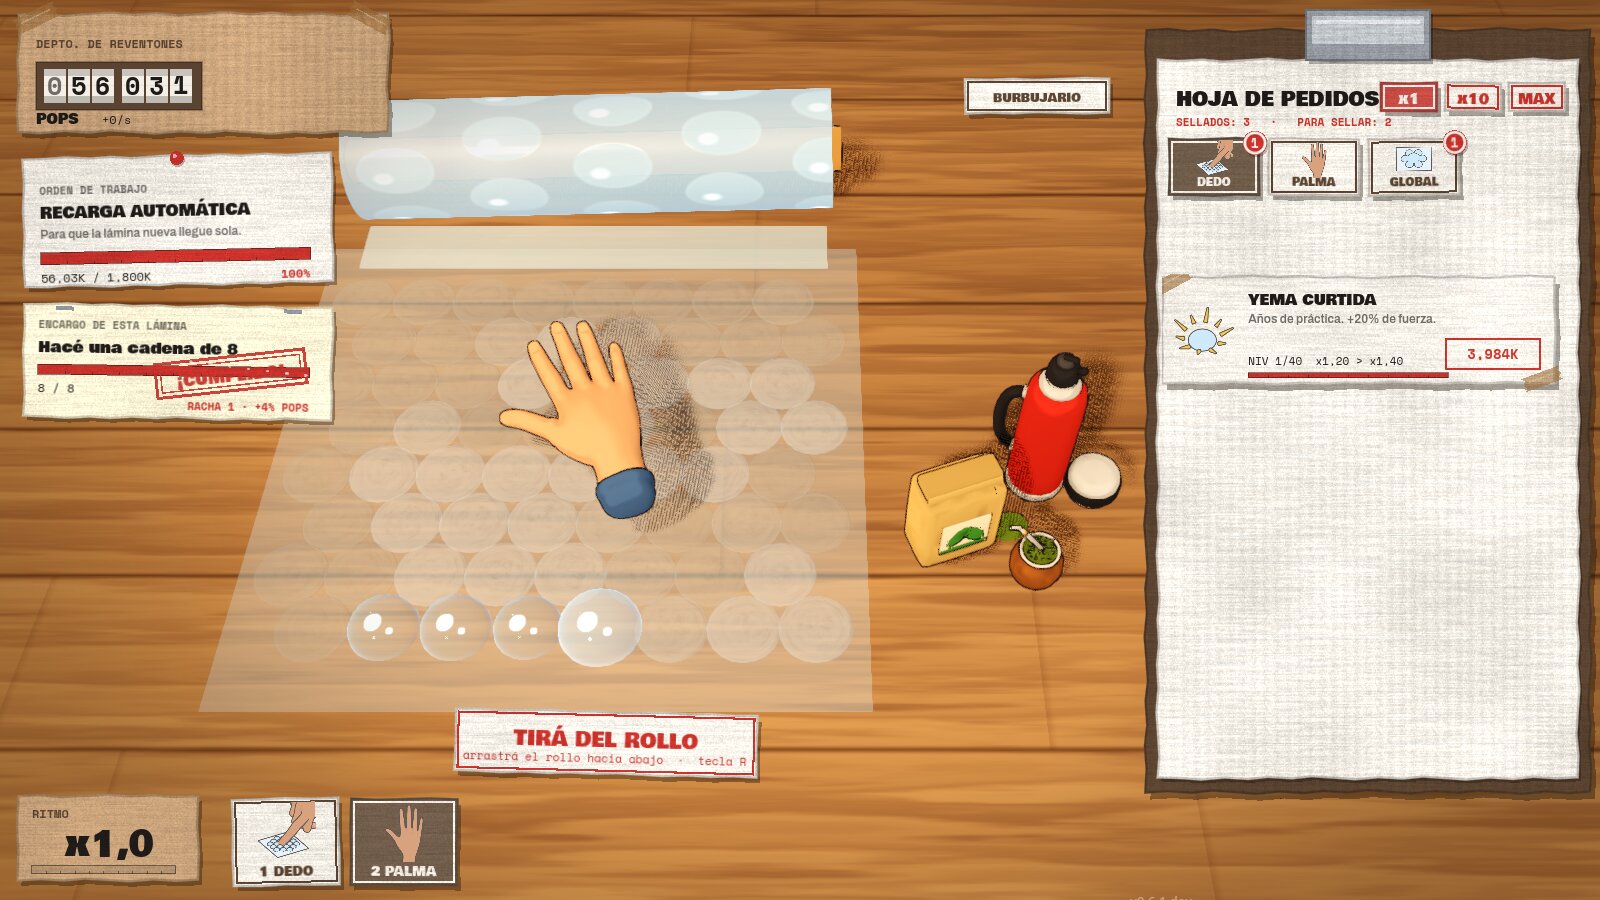 DEPTO. DE REVENTONES
056 031
POPS +0/s
ORDEN DE TRABAJO
RECARGA AUTOMÁTICA
Para que la lámina nueva llegue sola.
56,03K / 1,800K 100%
ENCARGO DE ESTA LÁMINA
Hacé una cadena de 8
8 / 8
RACHA 1 · +4% POPS
BURBUJARIO
HOJA DE PEDIDOS x1 x10 MAX
SELLADOS: 3 · PARA SELLAR: 2
1 1
DEDO PALMA GLOBAL
YEMA CURTIDA
Años de práctica. +20% de fuerza.
NIV 1/40 x1,20 > x1,40
3,984K
TIRÁ DEL ROLLO
arrastrá el rollo hacia abajo · tecla R
RITMO
x1,0
1 DEDO 2 PALMA